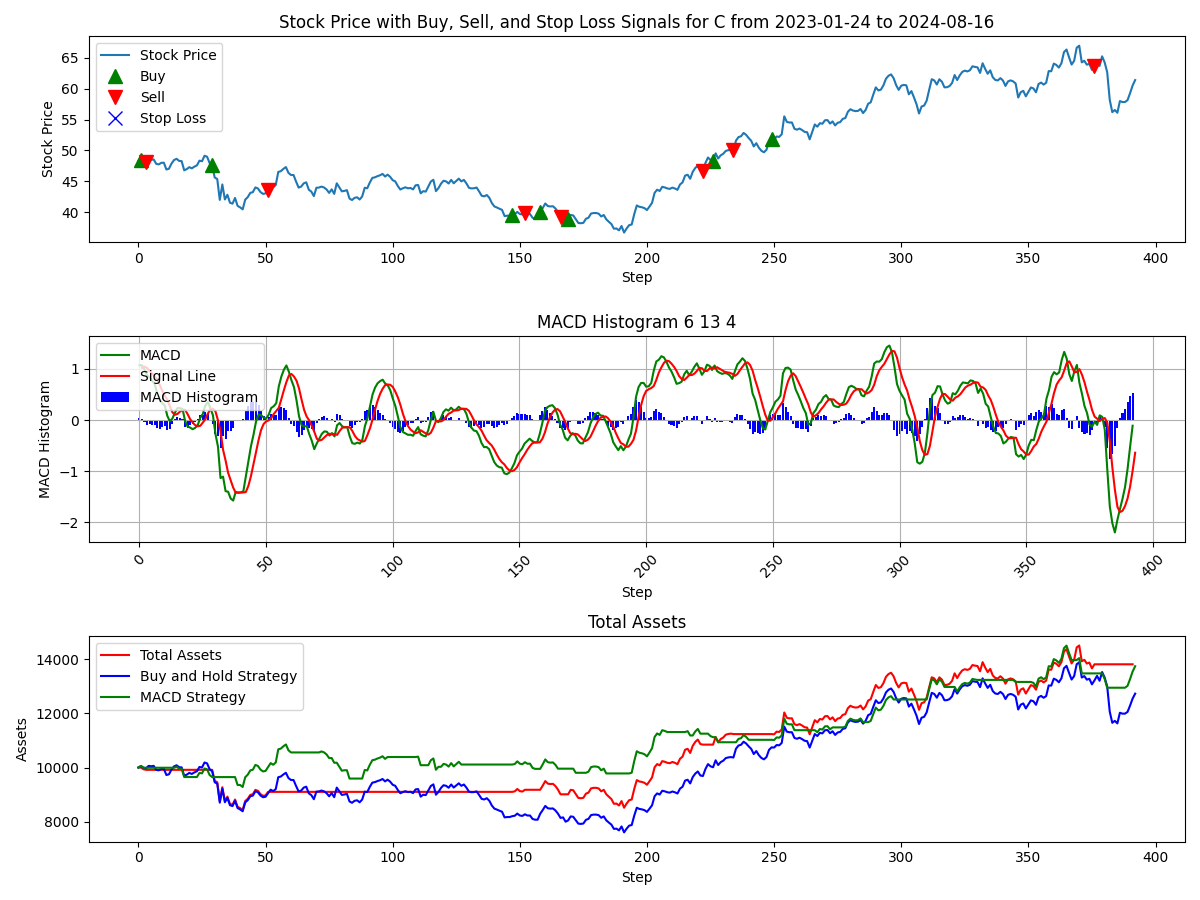 Stock Price with Buy, Sell, and Stop Loss Signals for C from 2023-01-24 to 2024-08-16
Stock Price
65
60
55
50
45
40
Stock Price
Buy
Sell
Stop Loss
0 50 100 150 200 250 300 350 400
Step
MACD Histogram 6 13 4
MACD Histogram
1
0
−1
−2
MACD
Signal Line
MACD Histogram
0 50 100 150 200 250 300 350 400
Step
Total Assets
Assets
14000
12000
10000
8000
Total Assets
Buy and Hold Strategy
MACD Strategy
0 50 100 150 200 250 300 350 400
Step